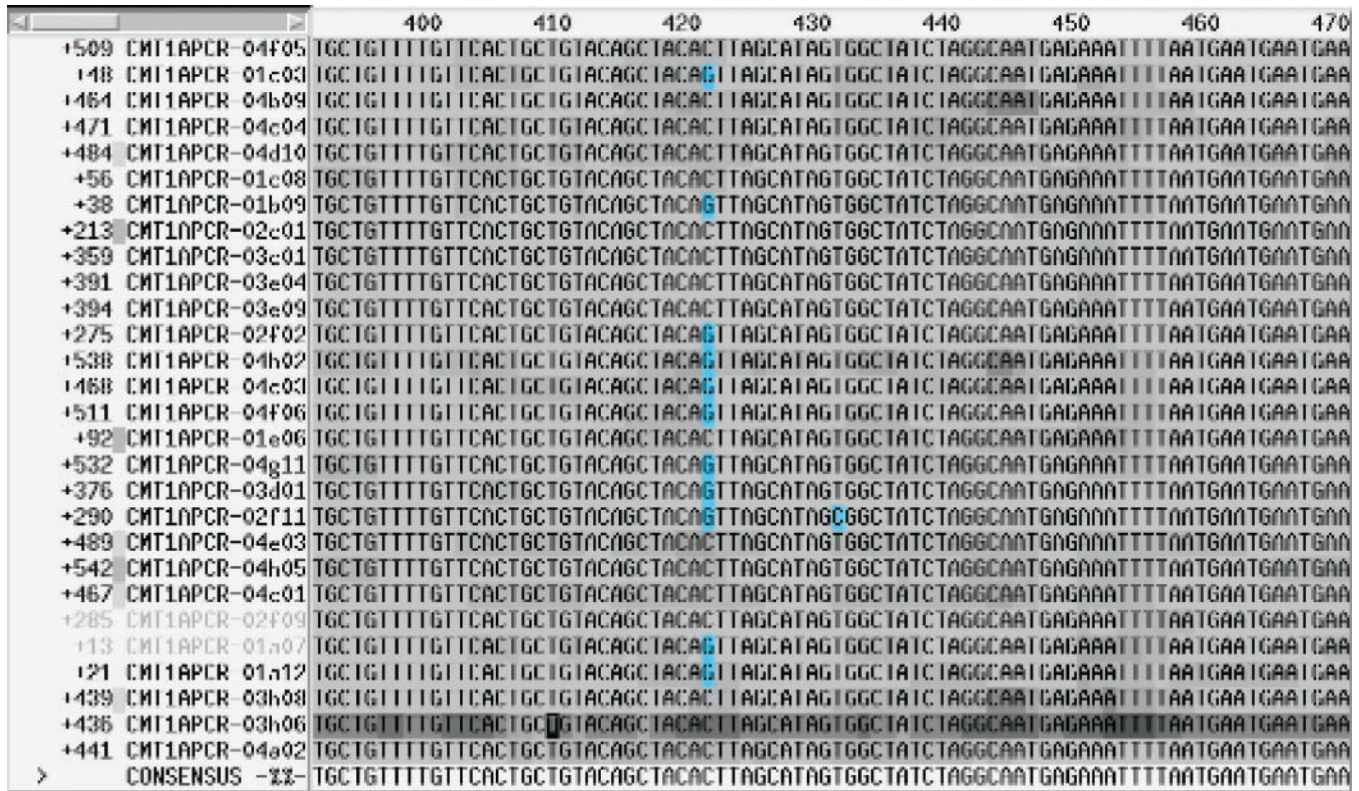 400 410 420 430 440 450 460 470
+509 CMT1APCR-04f05 TGCTGTTTTGTTCACTGCTGTACAGCTACACTTAGCATAGTGGCTATCTAGGCAATGAGAAATTTTAATGAATGAATGAA
+48 CMT1APCR-01c03 TGCTGTTTTGTTCACTGCTGTACAGCTACAGTTAGCATAGTGGCTATCTAGGCAATGAGAAATTTTAATGAATGAATGAA
+464 CMT1APCR-04b09 TGCTGTTTTGTTCACTGCTGTACAGCTACACTTAGCATAGTGGCTATCTAGGCAATGAGAAATTTTAATGAATGAATGAA
+471 CMT1APCR-04c04 TGCTGTTTTGTTCACTGCTGTACAGCTACACTTAGCATAGTGGCTATCTAGGCAATGAGAAATTTTAATGAATGAATGAA
+484 CMT1APCR-04d10 TGCTGTTTTGTTCACTGCTGTACAGCTACACTTAGCATAGTGGCTATCTAGGCAATGAGAAATTTTAATGAATGAATGAA
+56 CMT1APCR-01c08 TGCTGTTTTGTTCACTGCTGTACAGCTACACTTAGCATAGTGGCTATCTAGGCAATGAGAAATTTTAATGAATGAATGAA
+38 CMT1APCR-01b09 TGCTGTTTTGTTCACTGCTGTACAGCTACAGTTAGCATAGTGGCTATCTAGGCAATGAGAAATTTTAATGAATGAATGAA
+213 CMT1APCR-02c01 TGCTGTTTTGTTCACTGCTGTACAGCTACACTTAGCATAGTGGCTATCTAGGCAATGAGAAATTTTAATGAATGAATGAA
+359 CMT1APCR-03c01 TGCTGTTTTGTTCACTGCTGTACAGCTACACTTAGCATAGTGGCTATCTAGGCAATGAGAAATTTTAATGAATGAATGAA
+391 CMT1APCR-03e04 TGCTGTTTTGTTCACTGCTGTACAGCTACACTTAGCATAGTGGCTATCTAGGCAATGAGAAATTTTAATGAATGAATGAA
+394 CMT1APCR-03e09 TGCTGTTTTGTTCACTGCTGTACAGCTACACTTAGCATAGTGGCTATCTAGGCAATGAGAAATTTTAATGAATGAATGAA
+275 CMT1APCR-02f02 TGCTGTTTTGTTCACTGCTGTACAGCTACAGTTAGCATAGTGGCTATCTAGGCAATGAGAAATTTTAATGAATGAATGAA
+538 CMT1APCR-04h02 TGCTGTTTTGTTCACTGCTGTACAGCTACAGTTAGCATAGTGGCTATCTAGGCAATGAGAAATTTTAATGAATGAATGAA
+468 CMT1APCR-04c03 TGCTGTTTTGTTCACTGCTGTACAGCTACAGTTAGCATAGTGGCTATCTAGGCAATGAGAAATTTTAATGAATGAATGAA
+511 CMT1APCR-04f06 TGCTGTTTTGTTCACTGCTGTACAGCTACAGTTAGCATAGTGGCTATCTAGGCAATGAGAAATTTTAATGAATGAATGAA
+92 CMT1APCR-01e06 TGCTGTTTTGTTCACTGCTGTACAGCTACACTTAGCATAGTGGCTATCTAGGCAATGAGAAATTTTAATGAATGAATGAA
+532 CMT1APCR-04g11 TGCTGTTTTGTTCACTGCTGTACAGCTACAGTTAGCATAGTGGCTATCTAGGCAATGAGAAATTTTAATGAATGAATGAA
+376 CMT1APCR-03d01 TGCTGTTTTGTTCACTGCTGTACAGCTACAGTTAGCATAGTGGCTATCTAGGCAATGAGAAATTTTAATGAATGAATGAA
+290 CMT1APCR-02f11 TGCTGTTTTGTTCACTGCTGTACAGCTACAGTTAGCATAGCGGCTATCTAGGCAATGAGAAATTTTAATGAATGAATGAA
+489 CMT1APCR-04e03 TGCTGTTTTGTTCACTGCTGTACAGCTACACTTAGCATAGTGGCTATCTAGGCAATGAGAAATTTTAATGAATGAATGAA
+542 CMT1APCR-04h05 TGCTGTTTTGTTCACTGCTGTACAGCTACACTTAGCATAGTGGCTATCTAGGCAATGAGAAATTTTAATGAATGAATGAA
+467 CMT1APCR-04c01 TGCTGTTTTGTTCACTGCTGTACAGCTACACTTAGCATAGTGGCTATCTAGGCAATGAGAAATTTTAATGAATGAATGAA
+285 CMT1APCR-02f09 TGCTGTTTTGTTCACTGCTGTACAGCTACACTTAGCATAGTGGCTATCTAGGCAATGAGAAATTTTAATGAATGAATGAA
+13 CMT1APCR-01a07 TGCTGTTTTGTTCACTGCTGTACAGCTACAGTTAGCATAGTGGCTATCTAGGCAATGAGAAATTTTAATGAATGAATGAA
+21 CMT1APCR-01a12 TGCTGTTTTGTTCACTGCTGTACAGCTACAGTTAGCATAGTGGCTATCTAGGCAATGAGAAATTTTAATGAATGAATGAA
+439 CMT1APCR-03h08 TGCTGTTTTGTTCACTGCTGTACAGCTACACTTAGCATAGTGGCTATCTAGGCAATGAGAAATTTTAATGAATGAATGAA
+436 CMT1APCR-03h06 TGCTGTTTTGTTCACTGCTGTACAGCTACACTTAGCATAGTGGCTATCTAGGCAATGAGAAATTTTAATGAATGAATGAA
+441 CMT1APCR-04a02 TGCTGTTTTGTTCACTGCTGTACAGCTACACTTAGCATAGTGGCTATCTAGGCAATGAGAAATTTTAATGAATGAATGAA
> CONSENSUS -%%- TGCTGTTTTGTTCACTGCTGTACAGCTACACTTAGCATAGTGGCTATCTAGGCAATGAGAAATTTTAATGAATGAATGAA